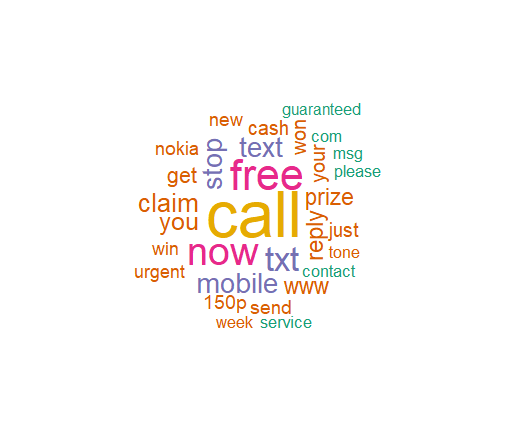 guaranteed
new
cash
won
com
nokia
stop
text
your
msg
get
free
please
claim
call
prize
you
reply
just
win
now
txt
tone
urgent
mobile
www
contact
150p
send
week
service